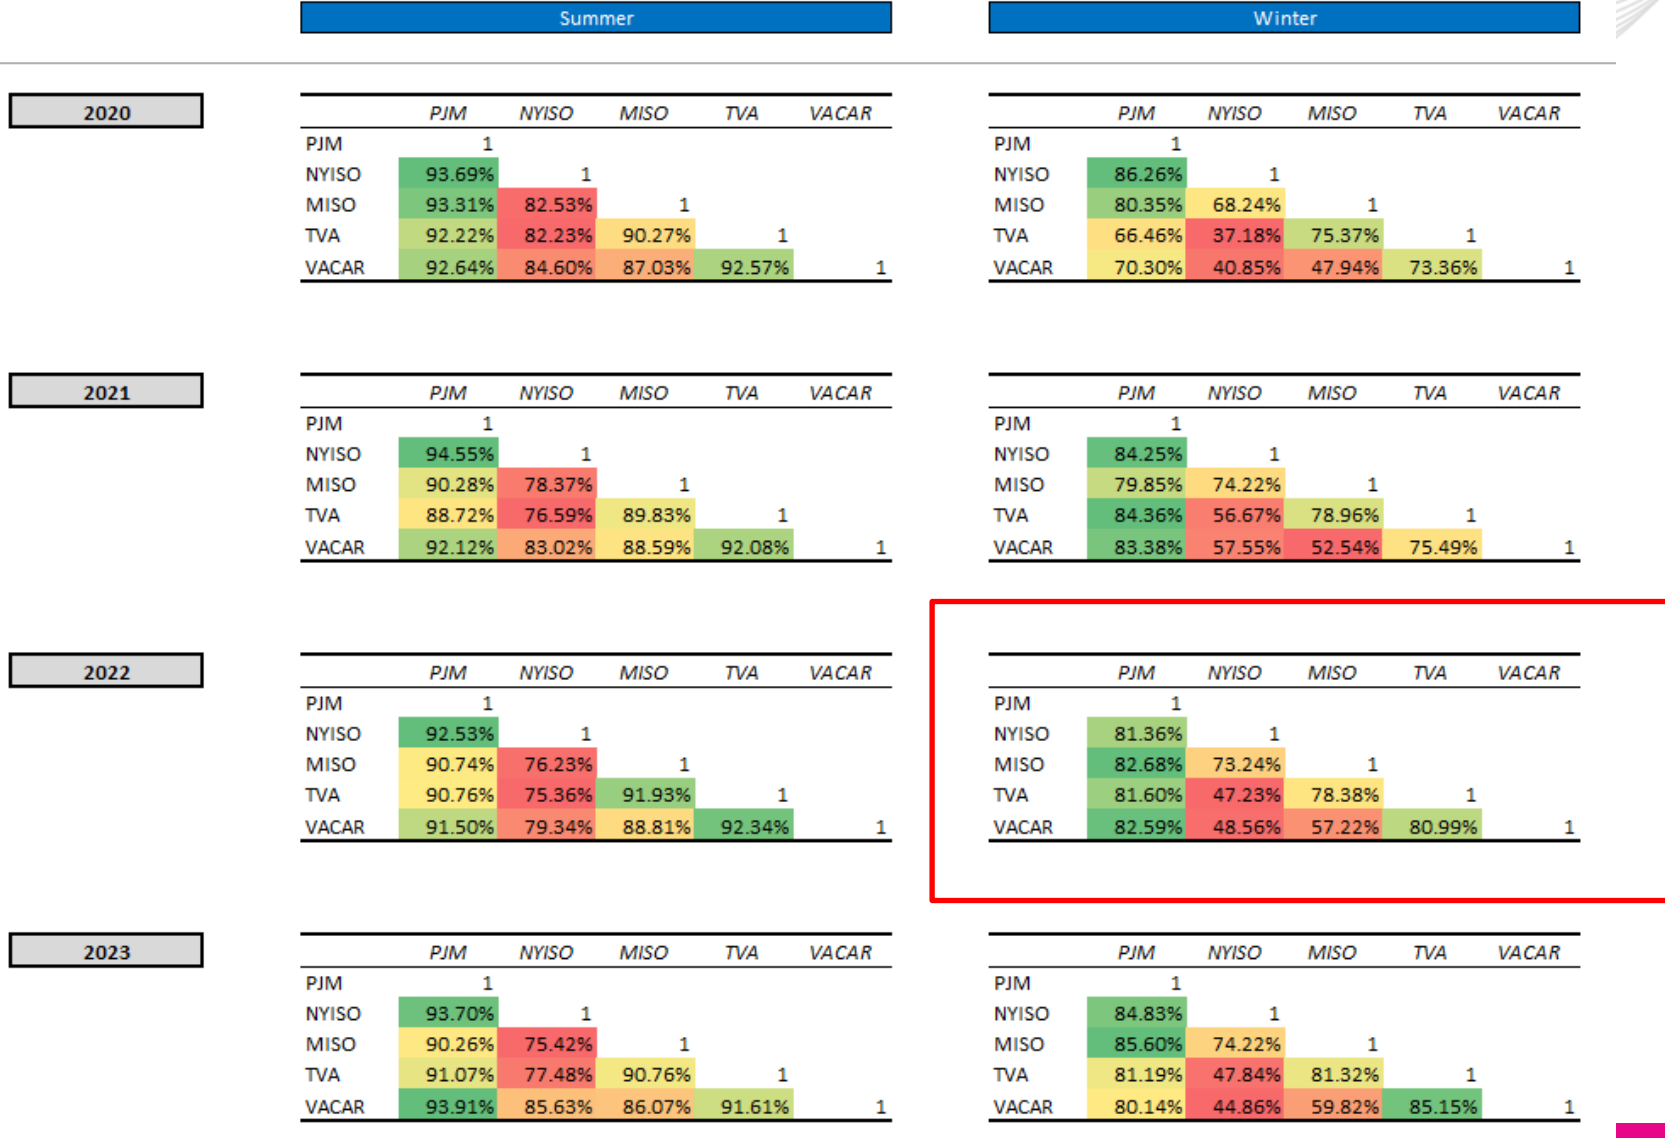 Summer Winter
2020 PJM NYISO MISO TVA VACAR PJM NYISO MISO TVA VACAR
PJM 1 PJM 1
NYISO 93.69% 1 NYISO 86.26% 1
MISO 93.31% 82.53% 1 MISO 80.35% 68.24% 1
TVA 92.22% 82.23% 90.27% 1 TVA 66.46% 37.18% 75.37% 1
VACAR 92.64% 84.60% 87.03% 92.57% 1 VACAR 70.30% 40.85% 47.94% 73.36% 1
2021 PJM NYISO MISO TVA VACAR PJM NYISO MISO TVA VACAR
PJM 1 PJM 1
NYISO 94.55% 1 NYISO 84.25% 1
MISO 90.28% 78.37% 1 MISO 79.85% 74.22% 1
TVA 88.72% 76.59% 89.83% 1 TVA 84.36% 56.67% 78.96% 1
VACAR 92.12% 83.02% 88.59% 92.08% 1 VACAR 83.38% 57.55% 52.54% 75.49% 1
2022 PJM NYISO MISO TVA VACAR PJM NYISO MISO TVA VACAR
PJM 1 PJM 1
NYISO 92.53% 1 NYISO 81.36% 1
MISO 90.74% 76.23% 1 MISO 82.68% 73.24% 1
TVA 90.76% 75.36% 91.93% 1 TVA 81.60% 47.23% 78.38% 1
VACAR 91.50% 79.34% 88.81% 92.34% 1 VACAR 82.59% 48.56% 57.22% 80.99% 1
2023 PJM NYISO MISO TVA VACAR PJM NYISO MISO TVA VACAR
PJM 1 PJM 1
NYISO 93.70% 1 NYISO 84.83% 1
MISO 90.26% 75.42% 1 MISO 85.60% 74.22% 1
TVA 91.07% 77.48% 90.76% 1 TVA 81.19% 47.84% 81.32% 1
VACAR 93.91% 85.63% 86.07% 91.61% 1 VACAR 80.14% 44.86% 59.82% 85.15% 1